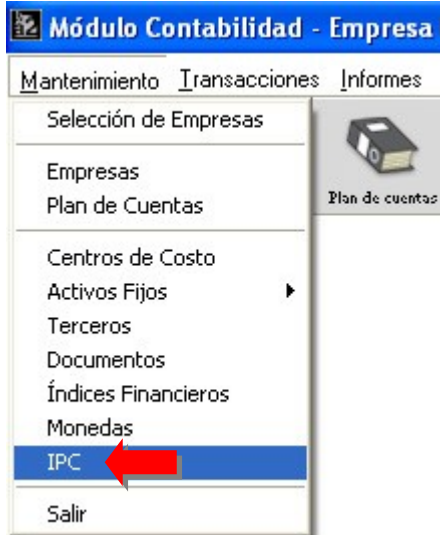 Módulo Contabilidad - Empresa
Mantenimiento Transacciones Informes
Selección de Empresas
Empresas
Plan de Cuentas
Plan de cuentas
Centros de Costo
Activos Fijos
Terceros
Documentos
Índices Financieros
Monedas
IPC
Salir